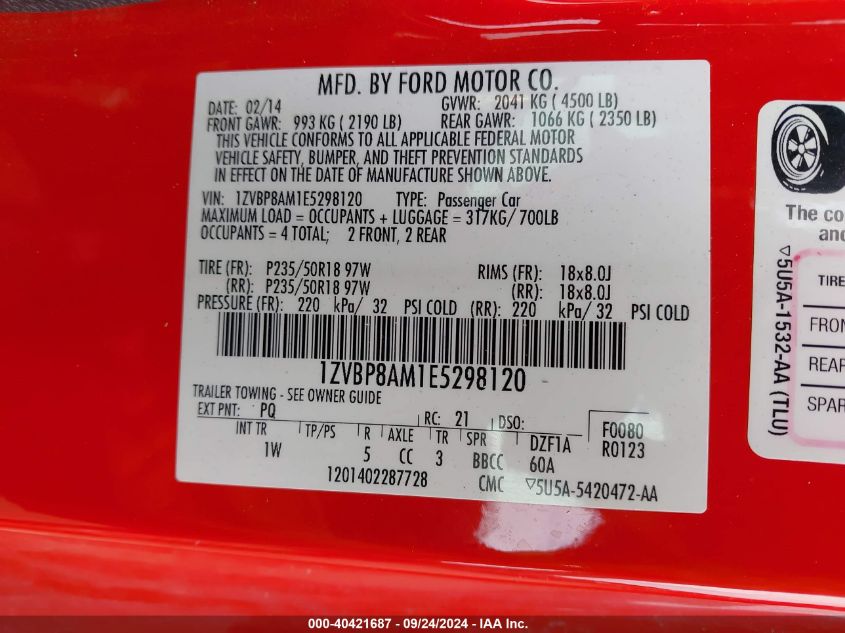 MFD. BY FORD MOTOR CO.
DATE: 02/14 GVWR: 2041 KG ( 4500 LB)
FRONT GAWR: 993 KG ( 2190 LB) REAR GAWR: 1066 KG ( 2350 LB)
THIS VEHICLE CONFORMS TO ALL APPLICABLE FEDERAL MOTOR
VEHICLE SAFETY, BUMPER, AND THEFT PREVENTION STANDARDS
IN EFFECT ON THE DATE OF MANUFACTURE SHOWN ABOVE.
VIN: 1ZVBP8AM1E5298120 TYPE: Passenger Car
MAXIMUM LOAD = OCCUPANTS + LUGGAGE = 317KG/ 700LB
OCCUPANTS = 4 TOTAL; 2 FRONT, 2 REAR
TIRE (FR): P235/50R18 97W RIMS (FR): 18x8.0J
(RR): P235/50R18 97W (RR): 18x8.0J
PRESSURE (FR): 220 kPa/ 32 PSI COLD (RR): 220 kPa/ 32 PSI COLD
1ZVBP8AM1E5298120
TRAILER TOWING - SEE OWNER GUIDE
EXT PNT: PQ RC: 21 DSO: F0080
INT TR TP/PS R AXLE TR SPR DZF1A R0123
1W 5 CC 3 BBCC 60A
1201402287728 CMC ▽5U5A-5420472-AA
The co
and
▽5U5A-1532-AA (TLU)
TIRE
FRON
REAR
SPAR
000-40421687 - 09/24/2024 - IAA Inc.